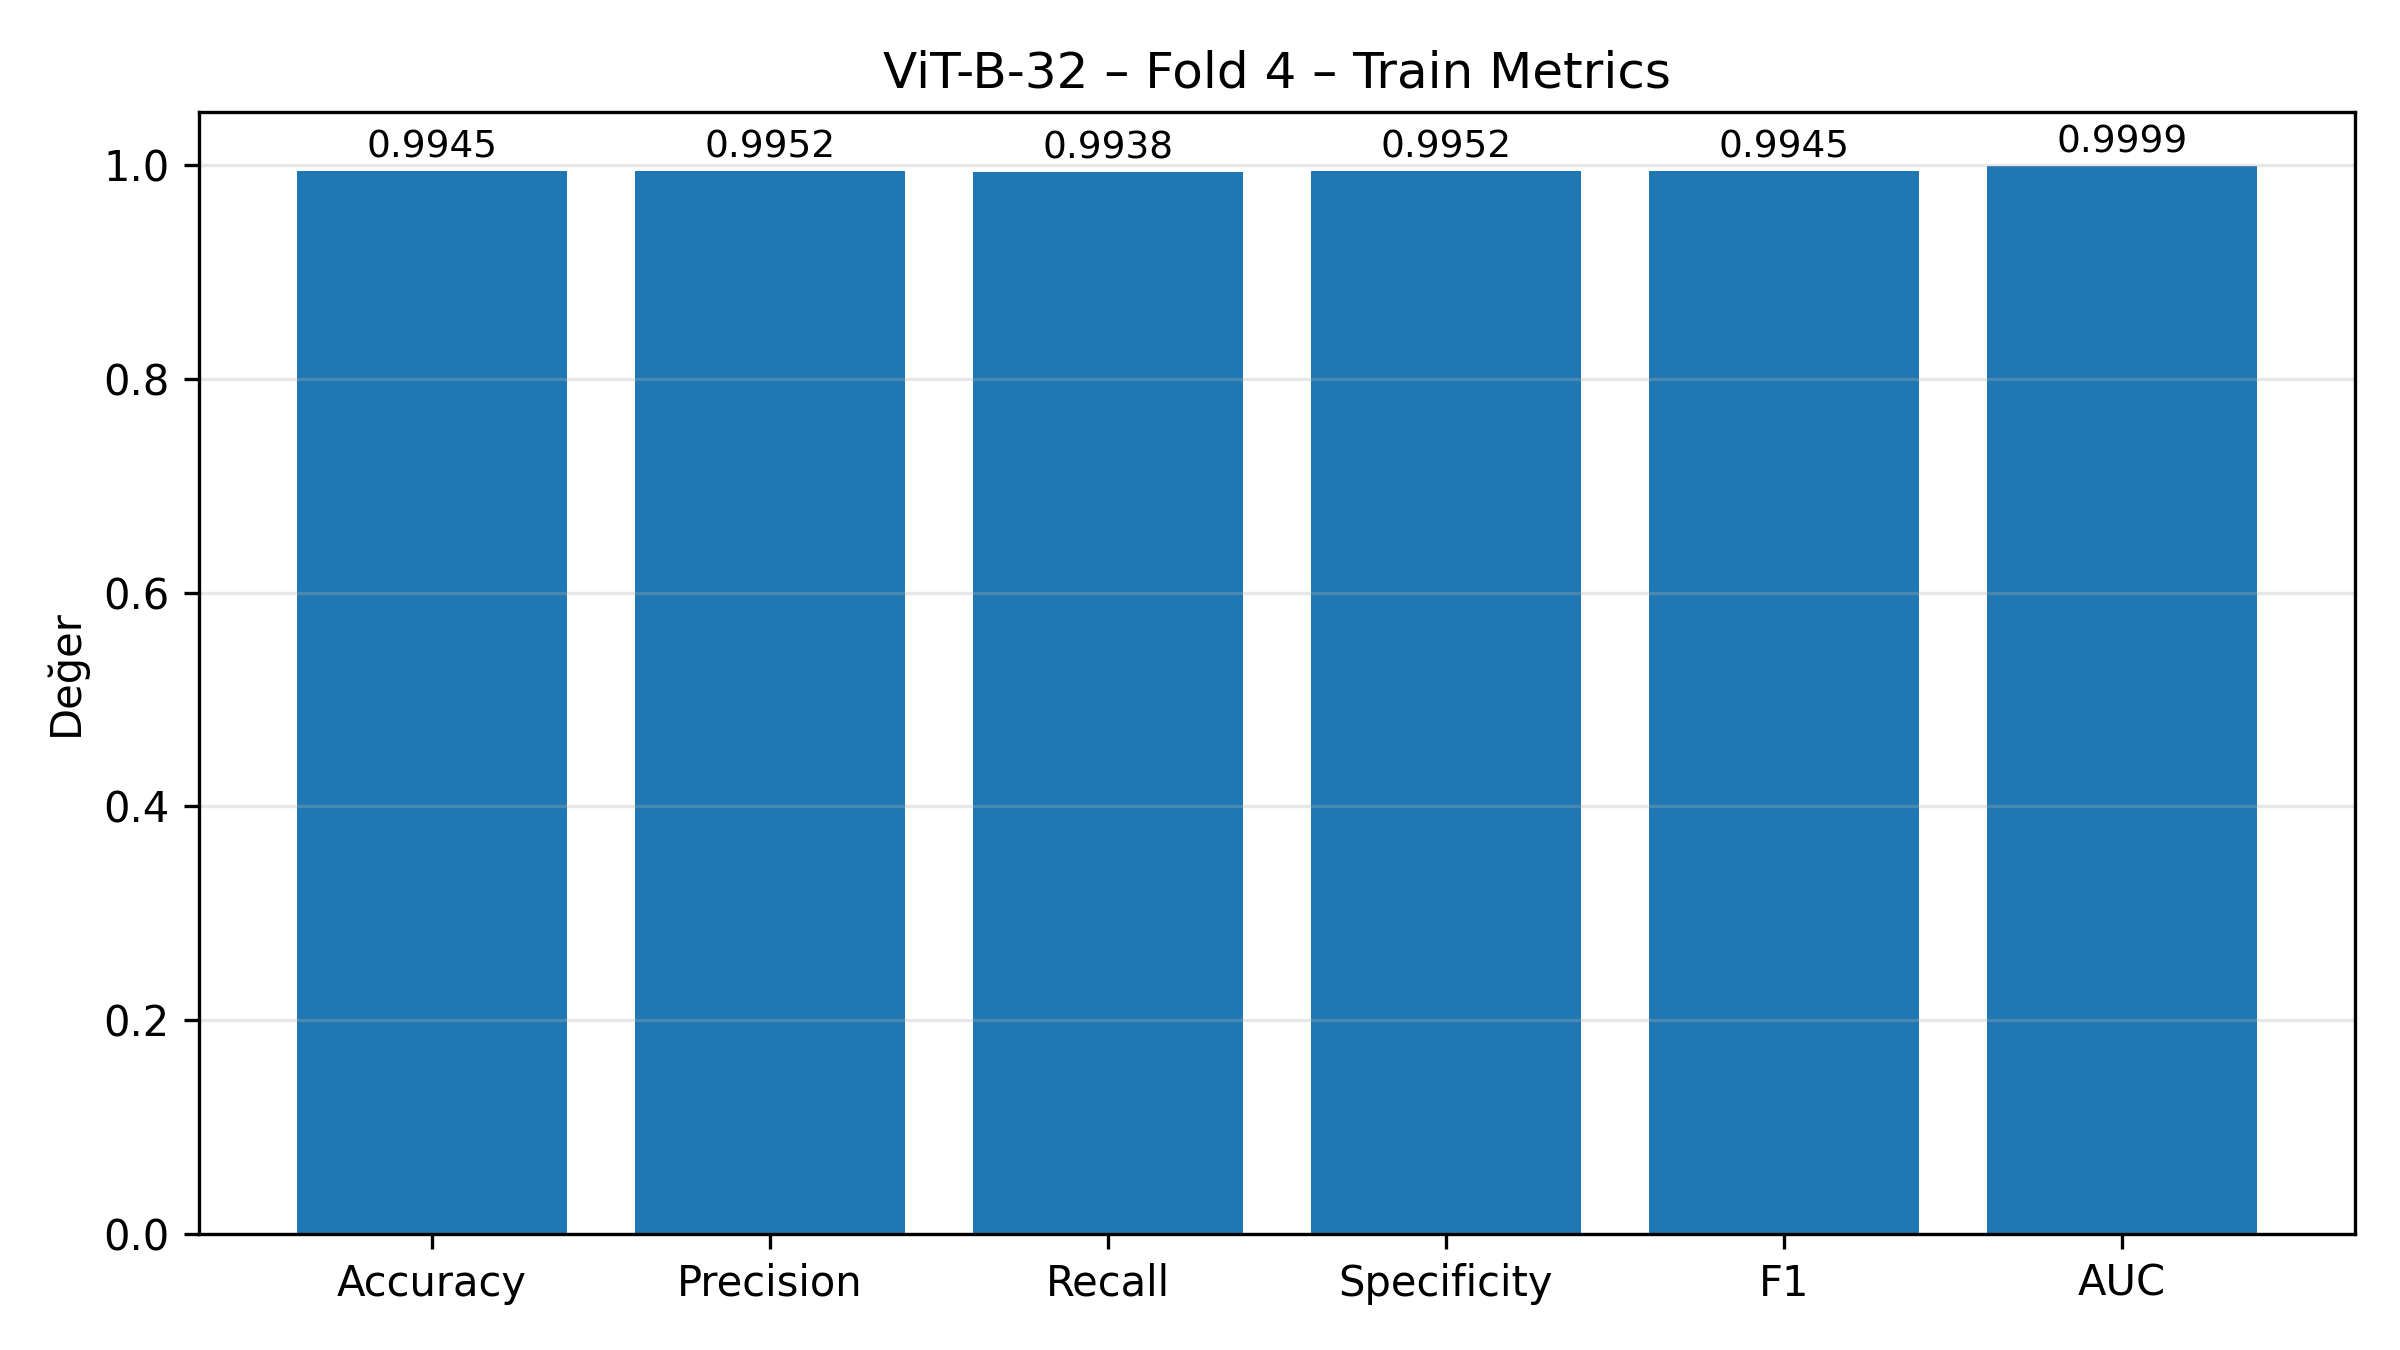 ViT-B-32 – Fold 4 – Train Metrics
0.9945 0.9952 0.9938 0.9952 0.9945 0.9999
1.0
0.8
0.6
0.4
0.2
0.0
Değer
Accuracy Precision Recall Specificity F1 AUC